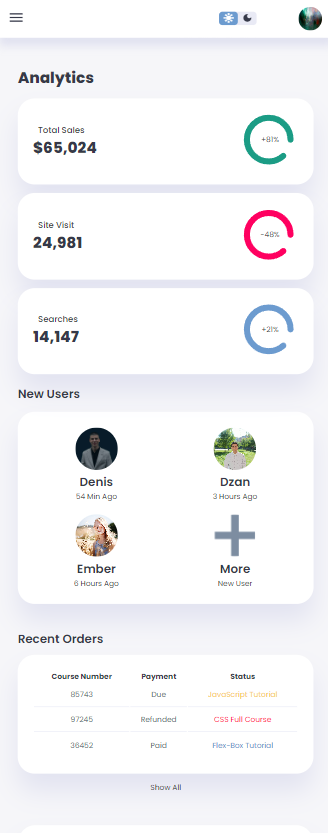 Analytics
Total Sales
$65,024
+81%
Site Visit
24,981
-48%
Searches
14,147
+21%
New Users
Denis
54 Min Ago
Dzan
3 Hours Ago
Ember
6 Hours Ago
More
New User
Recent Orders
Course Number Payment Status
85743 Due JavaScript Tutorial
97245 Refunded CSS Full Course
36452 Paid Flex-Box Tutorial
Show All